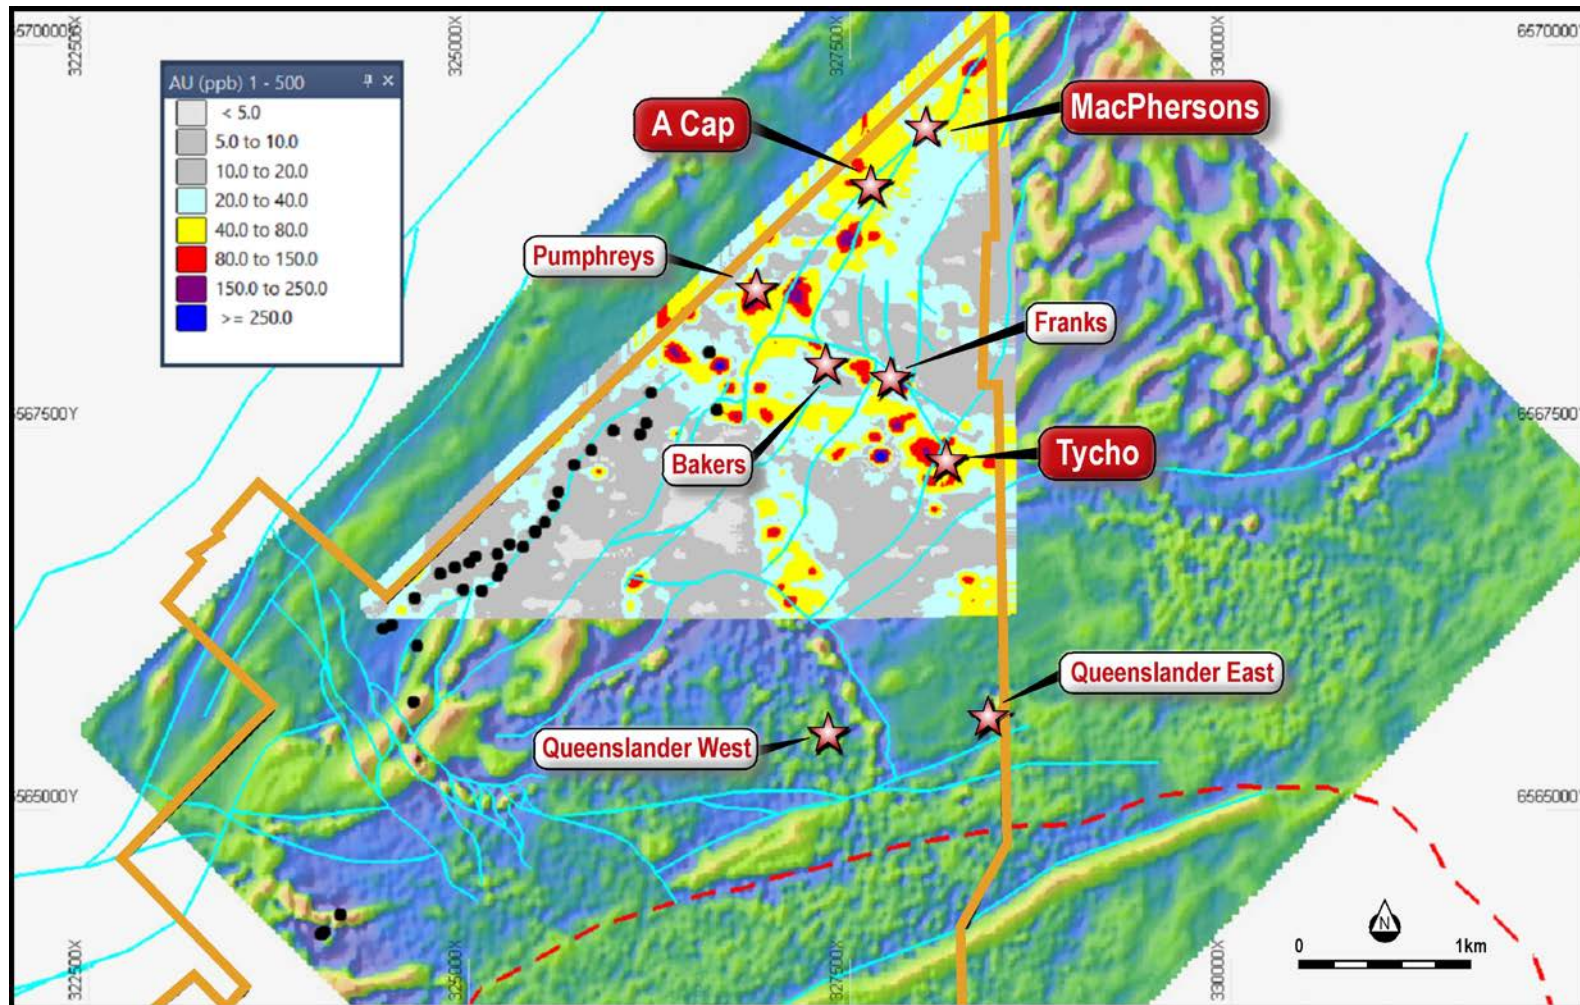 6570000Y
322500X
325000X
327500X
330000X
6570000Y
AU (ppb) 1 - 500
< 5.0
5.0 to 10.0
10.0 to 20.0
20.0 to 40.0
40.0 to 80.0
80.0 to 150.0
150.0 to 250.0
>= 250.0
A Cap
MacPhersons
Pumphreys
Franks
6567500Y
6567500Y
Bakers
Tycho
Queenslander East
Queenslander West
6565000Y
6565000Y
N
0 1km
322500X
325000X
327500X
330000X